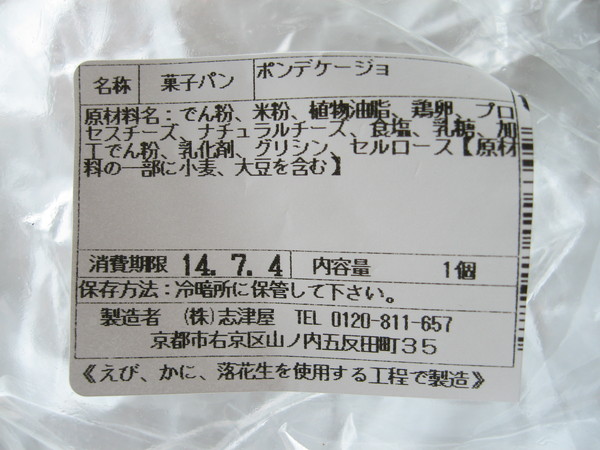 名称 菓子パン ポンデケージョ
原材料名：でん粉、米粉、植物油脂、鶏卵、プロ
セスチーズ、ナチュラルチーズ、食塩、乳糖、加
工でん粉、乳化剤、グリシン、セルロース【原材
料の一部に小麦、大豆を含む】
消費期限 14.7.4 内容量 1個
保存方法：冷暗所に保管して下さい。
製造者 （株）志津屋 TEL 0120-811-657
京都市右京区山ノ内五反田町３５
《えび、かに、落花生を使用する工程で製造》